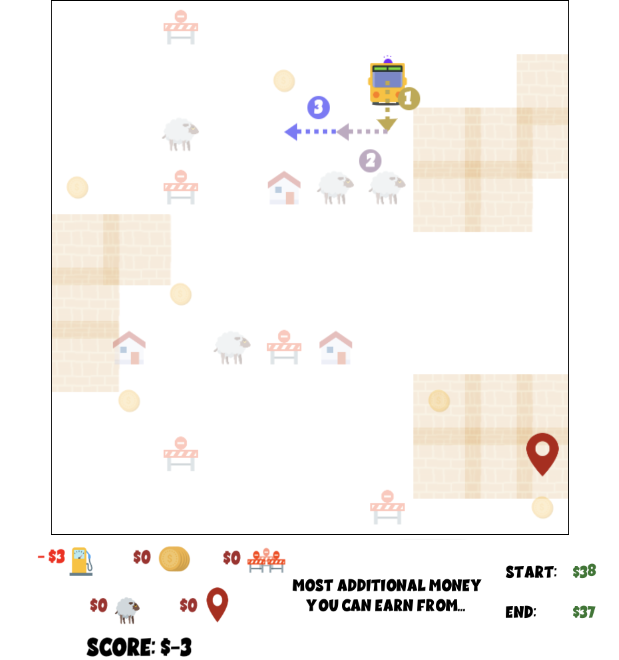 1
3
2
- $3
$0
$0
MOST ADDITIONAL MONEY
YOU CAN EARN FROM...
START: $38
END: $37
$0
$0
SCORE: $-3